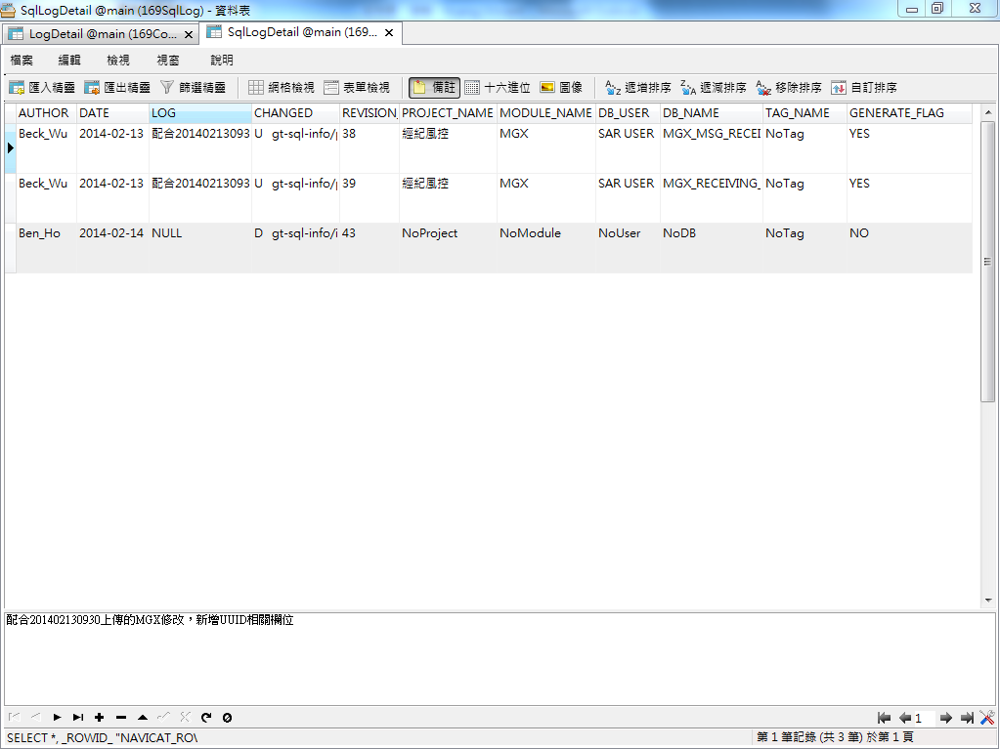 SqlLogDetail @main (169SqlLog) - 資料表
LogDetail @main (169Co... SqlLogDetail @main (169...
檔案 編輯 檢視 視窗 說明
匯入精靈 匯出精靈 篩選精靈 網格檢視 表單檢視 備註 十六進位 圖像 遞增排序 遞減排序 移除排序 自訂排序
AUTHOR DATE LOG CHANGED REVISION_ PROJECT_NAME MODULE_NAME DB_USER DB_NAME TAG_NAME GENERATE_FLAG
Beck_Wu 2014-02-13 配合20140213093 U gt-sql-info/ 38 經紀風控 MGX SAR USER MGX_MSG_RECEI NoTag YES
Beck_Wu 2014-02-13 配合20140213093 U gt-sql-info/ 39 經紀風控 MGX SAR USER MGX_RECEIVING_ NoTag YES
Ben_Ho 2014-02-14 NULL D gt-sql-info/i 43 NoProject NoModule NoUser NoDB NoTag NO
配合201402130930上傳的MGX修改，新增UUID相關欄位
1
SELECT *, _ROWID_ "NAVICAT_RO\ 第 1 筆記錄 (共 3 筆) 於第 1 頁